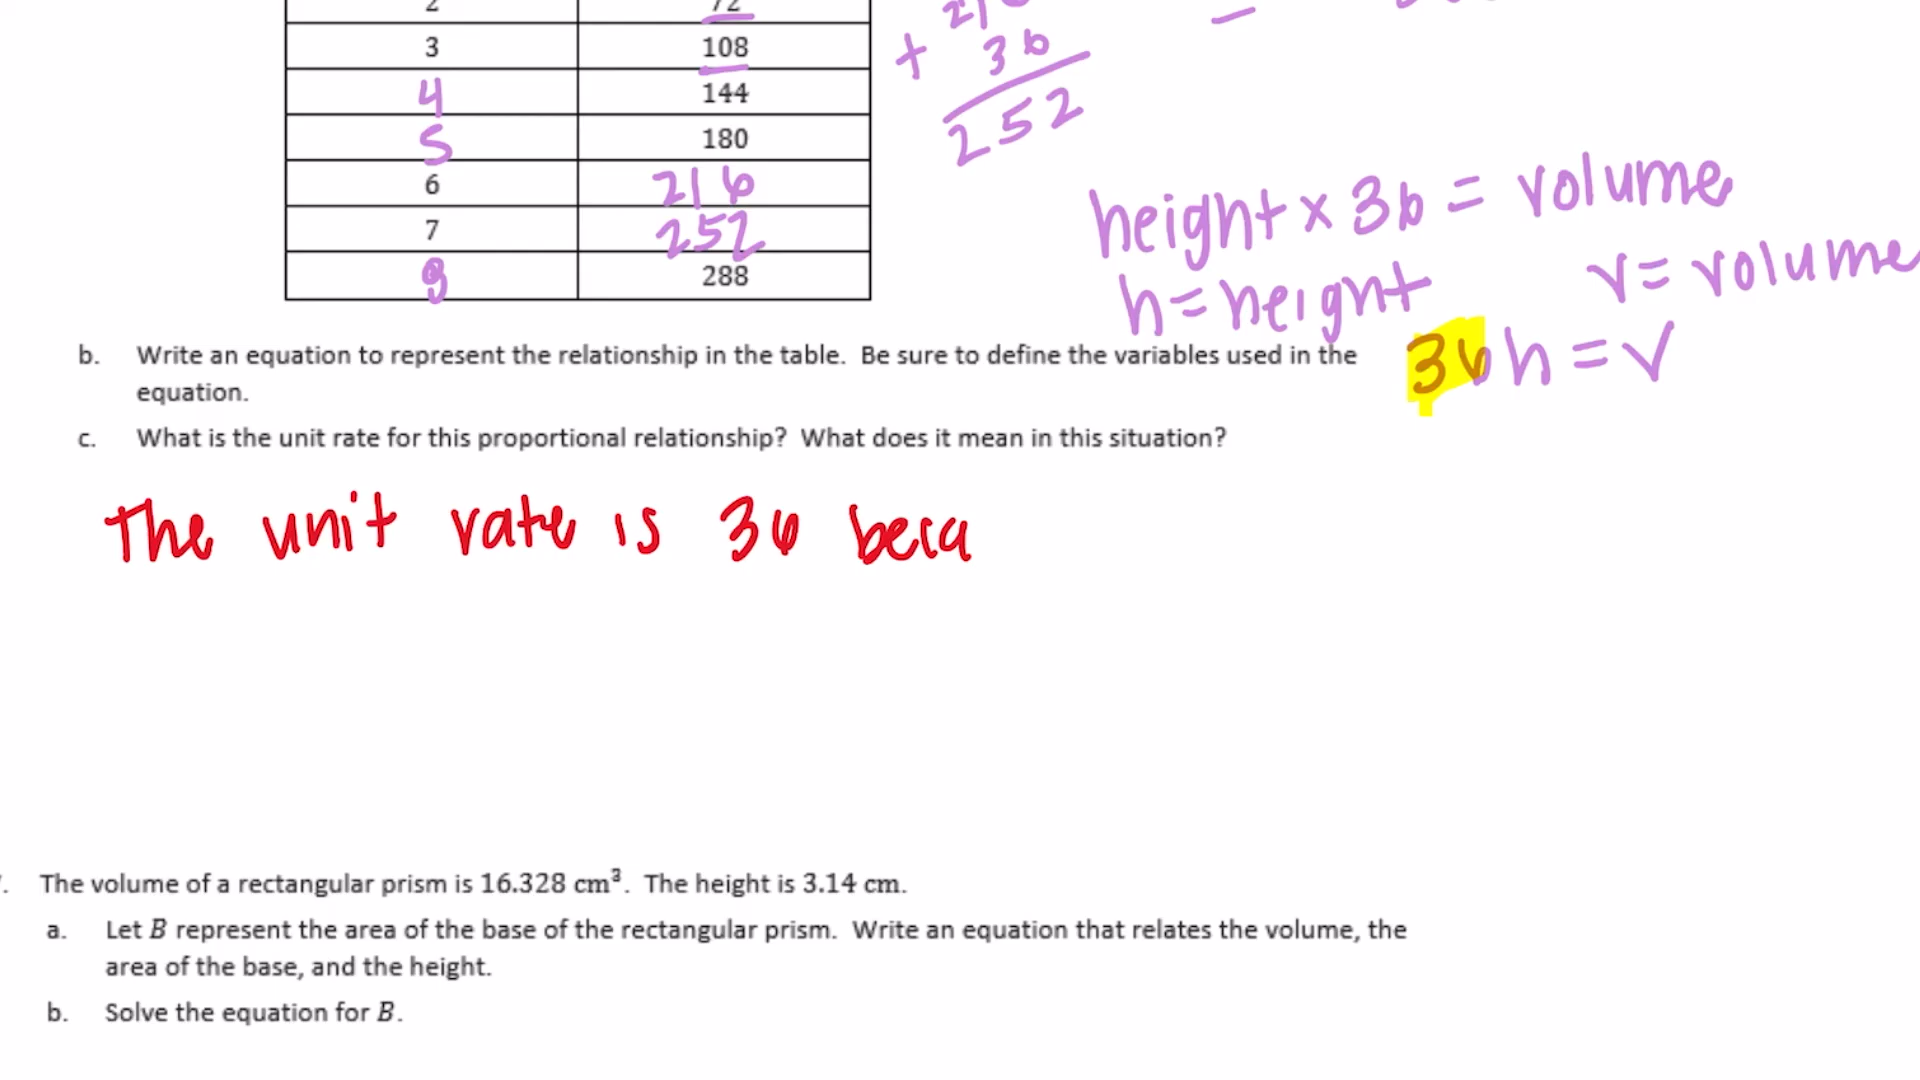 2 72
3 108
4 144
5 180
6 216
7 252
8 288
+ 36
252
height x 36 = volume
h = height v = volume
36h = v
b. Write an equation to represent the relationship in the table. Be sure to define the variables used in the
equation.
c. What is the unit rate for this proportional relationship? What does it mean in this situation?
The unit rate is 36 beca
The volume of a rectangular prism is 16.328 cm³. The height is 3.14 cm.
a. Let B represent the area of the base of the rectangular prism. Write an equation that relates the volume, the
area of the base, and the height.
b. Solve the equation for B.